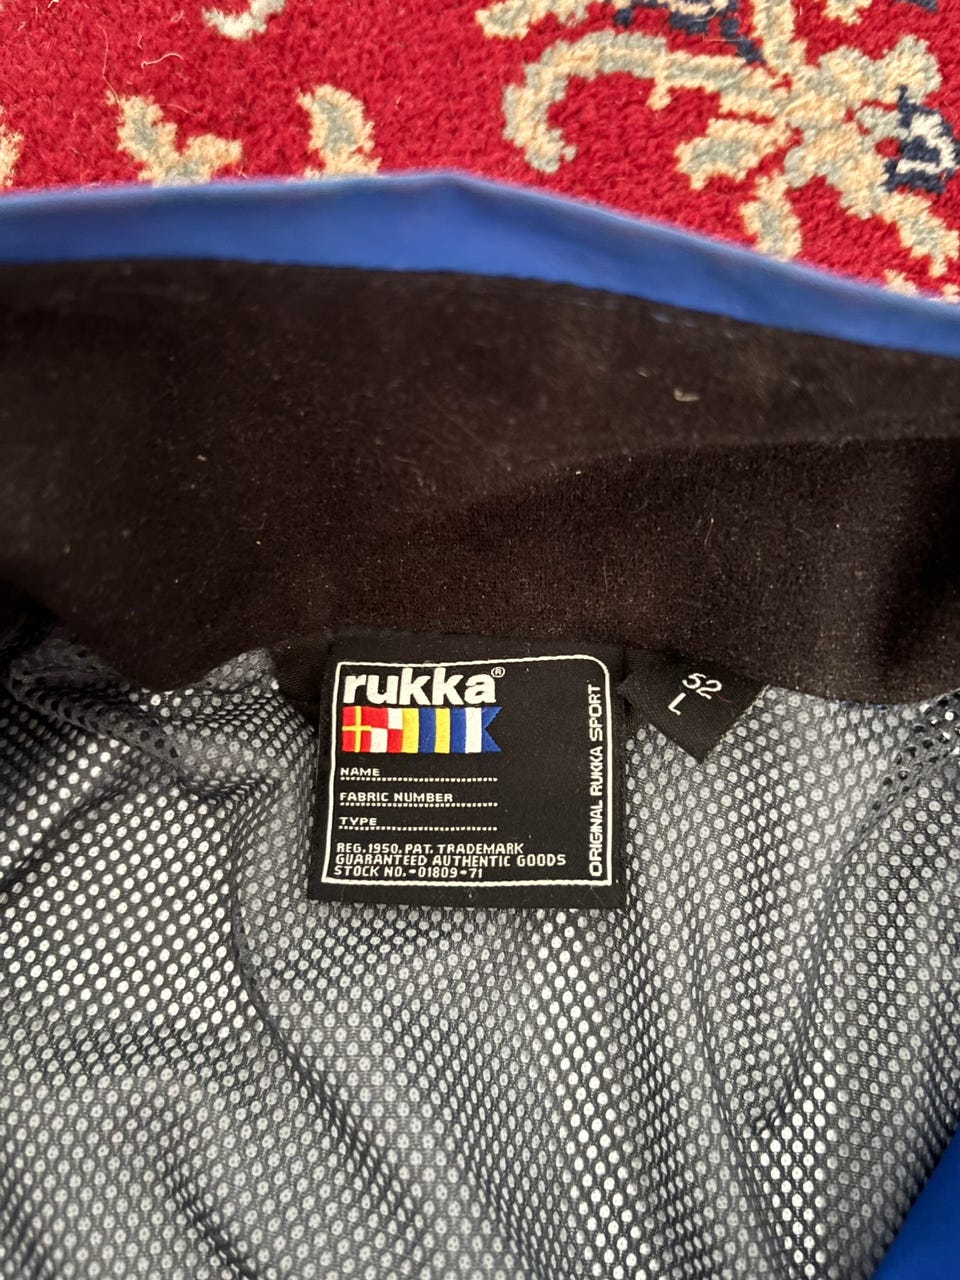 rukka®
NAME
FABRIC NUMBER
TYPE
REG.1950.PAT. TRADEMARK
GUARANTEED AUTHENTIC GOODS
STOCK NO.-01809-71
ORIGINAL RUKKA SPORT
52
L